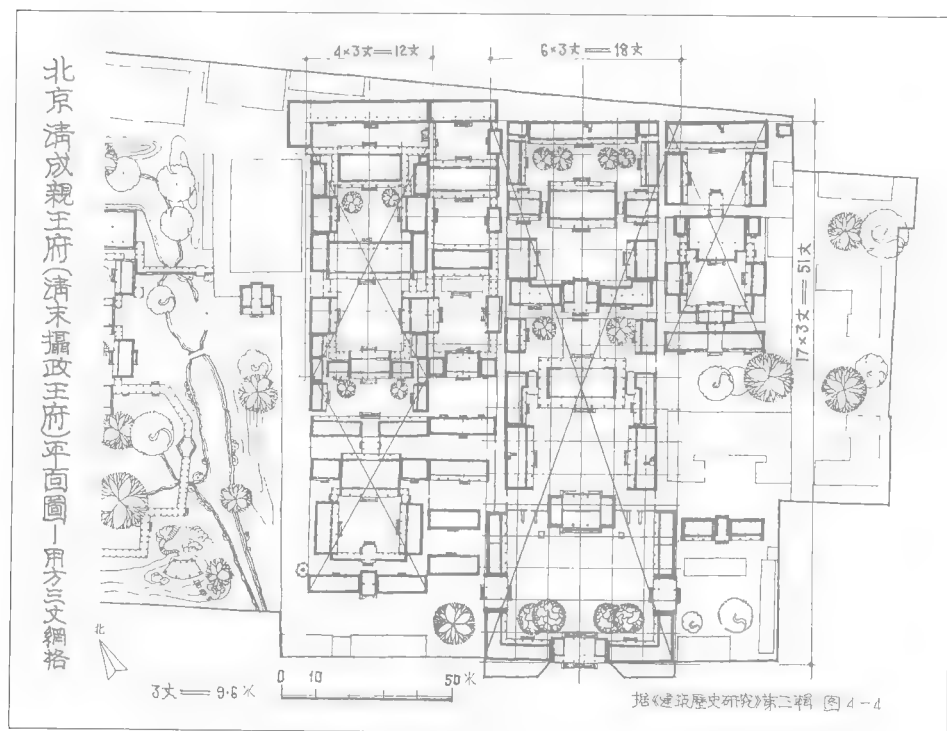 北京清成親王府(清末攝政王府)平面圖—用方三丈網格
4×3丈=12丈
6×3丈=18丈
17×3丈=51丈
北
3丈=9.6米
0 10 50米
据《建筑歷史研究》第三輯 图4-4